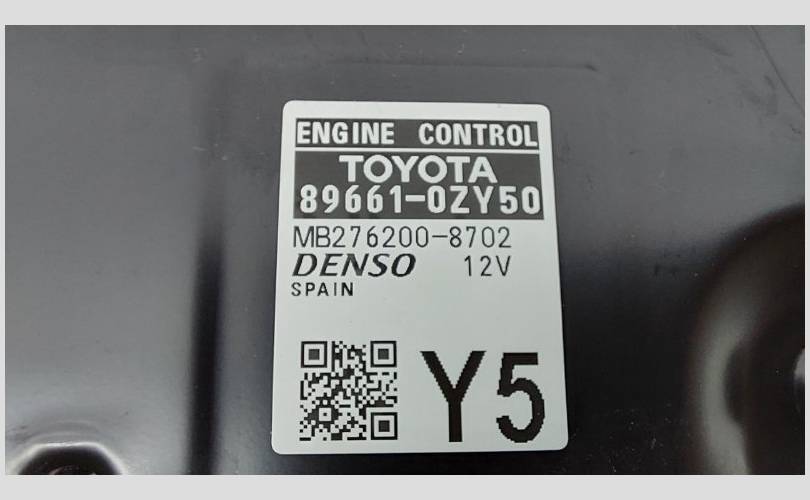 ENGINE CONTROL
TOYOTA
89661-0ZY50
MB276200-8702
DENSO 12V
SPAIN
Y5